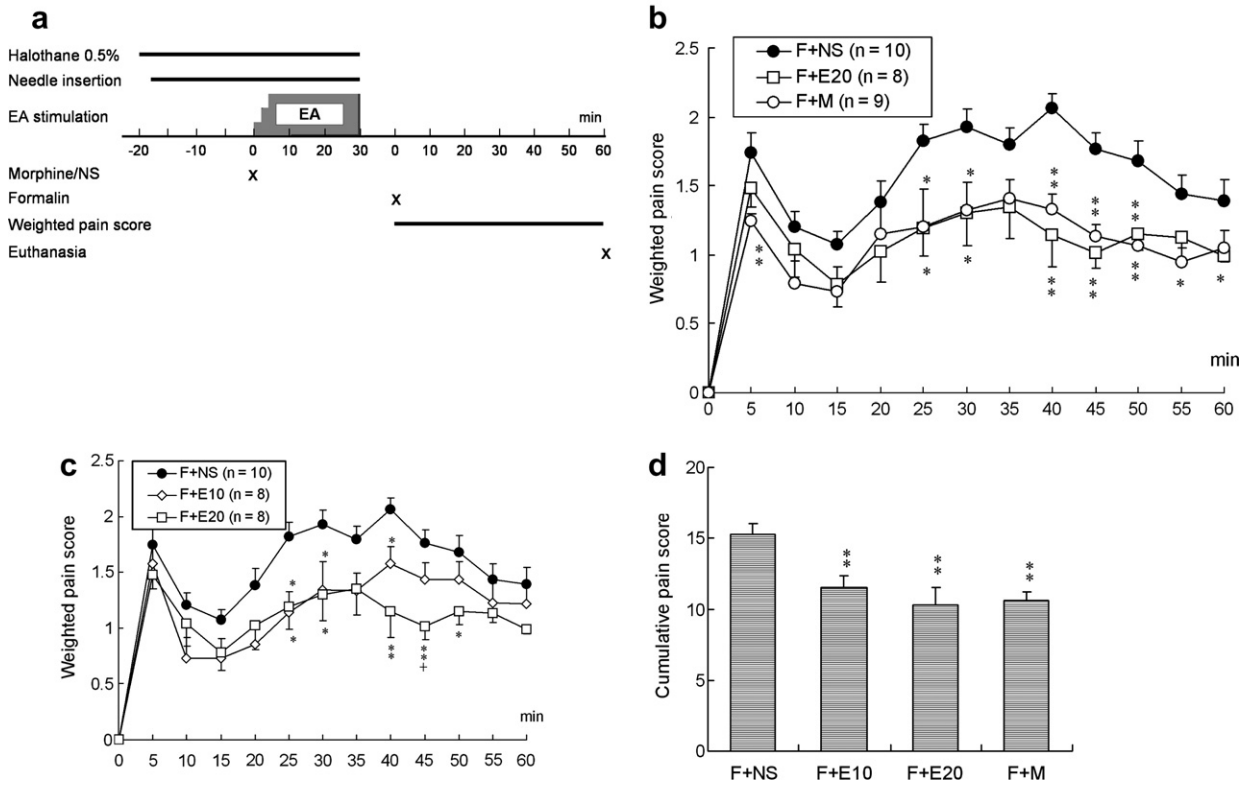 a
Halothane 0.5%
Needle insertion
EA stimulation
EA
min
-20 -10 0 10 20 30 0 10 20 30 40 50 60
Morphine/NS
x
Formalin
x
Weighted pain score
Euthanasia
x
b
2.5
2
1.5
1
0.5
0
Weighted pain score
F+NS (n = 10)
F+E20 (n = 8)
F+M (n = 9)
* * * * * * * * *
* * * * * * * * * * * * *
min
0 5 10 15 20 25 30 35 40 45 50 55 60
c
2.5
2
1.5
1
0.5
0
Weighted pain score
F+NS (n = 10)
F+E10 (n = 8)
F+E20 (n = 8)
* * *
* * * * * * * +
min
0 5 10 15 20 25 30 35 40 45 50 55 60
d
20
15
10
5
0
Cumulative pain score
** ** **
F+NS F+E10 F+E20 F+M